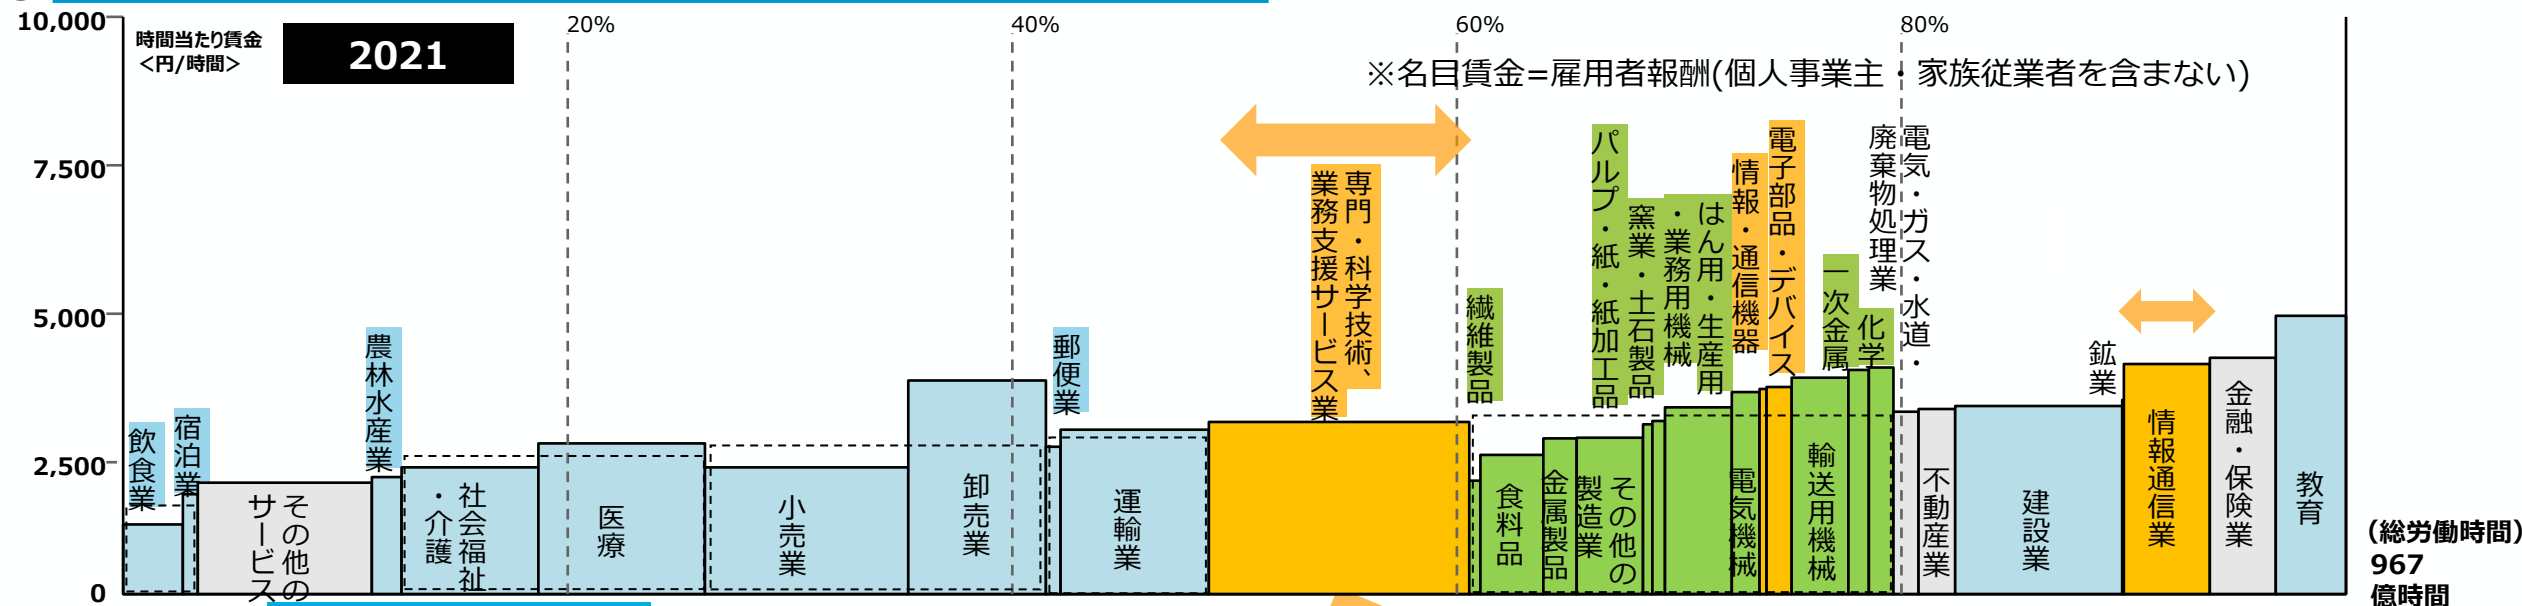 10,000
7,500
5,000
2,500
0
時間当たり賃金
<円/時間>
2021
20%
40%
60%
80%
※名目賃金=雇用者報酬(個人事業主・家族従業者を含まない)
飲食業
宿泊業
その他の
サービス
農林水産業
社会福祉
・介護
医療
小売業
卸売業
郵便業
運輸業
専門・科学技術、
業務支援サービス業
繊維製品
食料品
金属製品
その他の
製造業
パルプ・紙・紙加工品
窯業・土石製品
はん用・生産用
・業務用機械
電気機械
情報・通信機器
電子部品・デバイス
輸送用機械
一次金属
化学
電気・ガス・水道・
廃棄物処理業
不動産業
建設業
鉱業
情報通信業
金融・保険業
教育
(総労働時間)
967
億時間